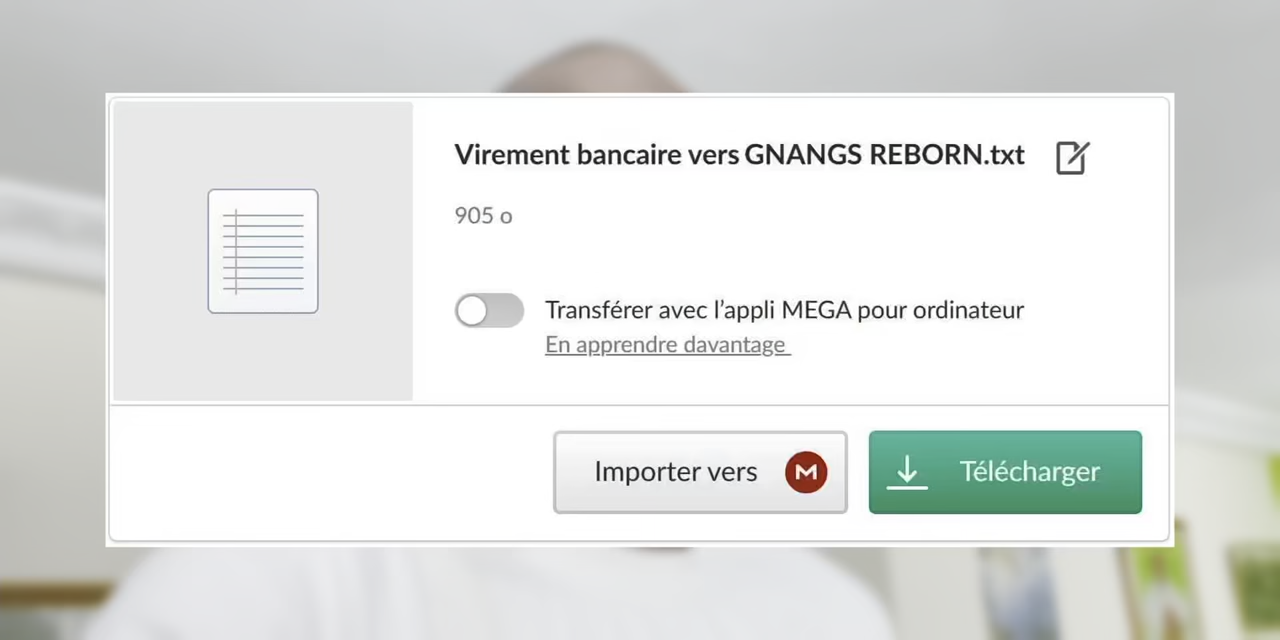 Virement bancaire vers GNANGS REBORN.txt
905 o
Transférer avec l’appli MEGA pour ordinateur
En apprendre davantage
Importer vers M
Télécharger